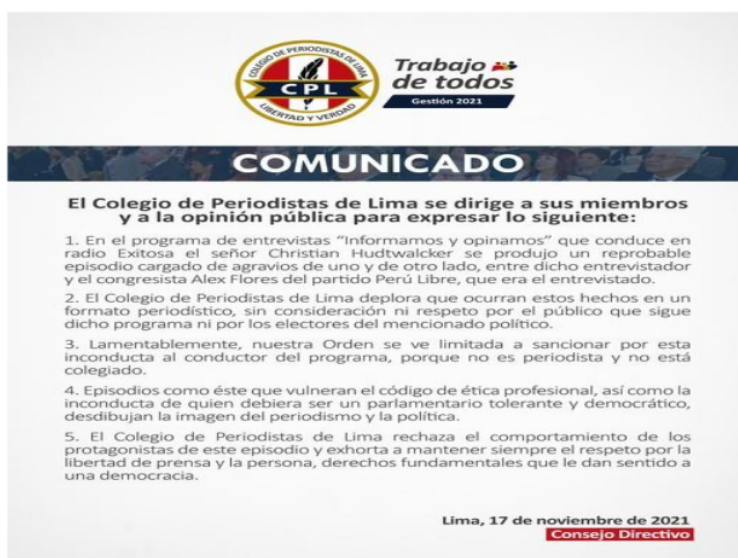 COLEGIO DE PERIODISTAS DE LIMA
CPL
LIBERTAD Y VERDAD
Trabajo
de todos
Gestión 2021
COMUNICADO
El Colegio de Periodistas de Lima se dirige a sus miembros
y a la opinión pública para expresar lo siguiente:
1. En el programa de entrevistas “Informamos y opinamos” que conduce en
radio Exitosa el señor Christian Hudtwalcker se produjo un reprobable
episodio cargado de agravios de uno y de otro lado, entre dicho entrevistador
y el congresista Alex Flores del partido Perú Libre, que era el entrevistado.
2. El Colegio de Periodistas de Lima deplora que ocurran estos hechos en un
formato periodístico, sin consideración ni respeto por el público que sigue
dicho programa ni por los electores del mencionado político.
3. Lamentablemente, nuestra Orden se ve limitada a sancionar por esta
inconducta al conductor del programa, porque no es periodista y no está
colegiado.
4. Episodios como éste que vulneran el código de ética profesional, así como la
inconducta de quien debiera ser un parlamentario tolerante y democrático,
desdibujan la imagen del periodismo y la política.
5. El Colegio de Periodistas de Lima rechaza el comportamiento de los
protagonistas de este episodio y exhorta a mantener siempre el respeto por la
libertad de prensa y la persona, derechos fundamentales que le dan sentido a
una democracia.
Lima, 17 de noviembre de 2021
Consejo Directivo